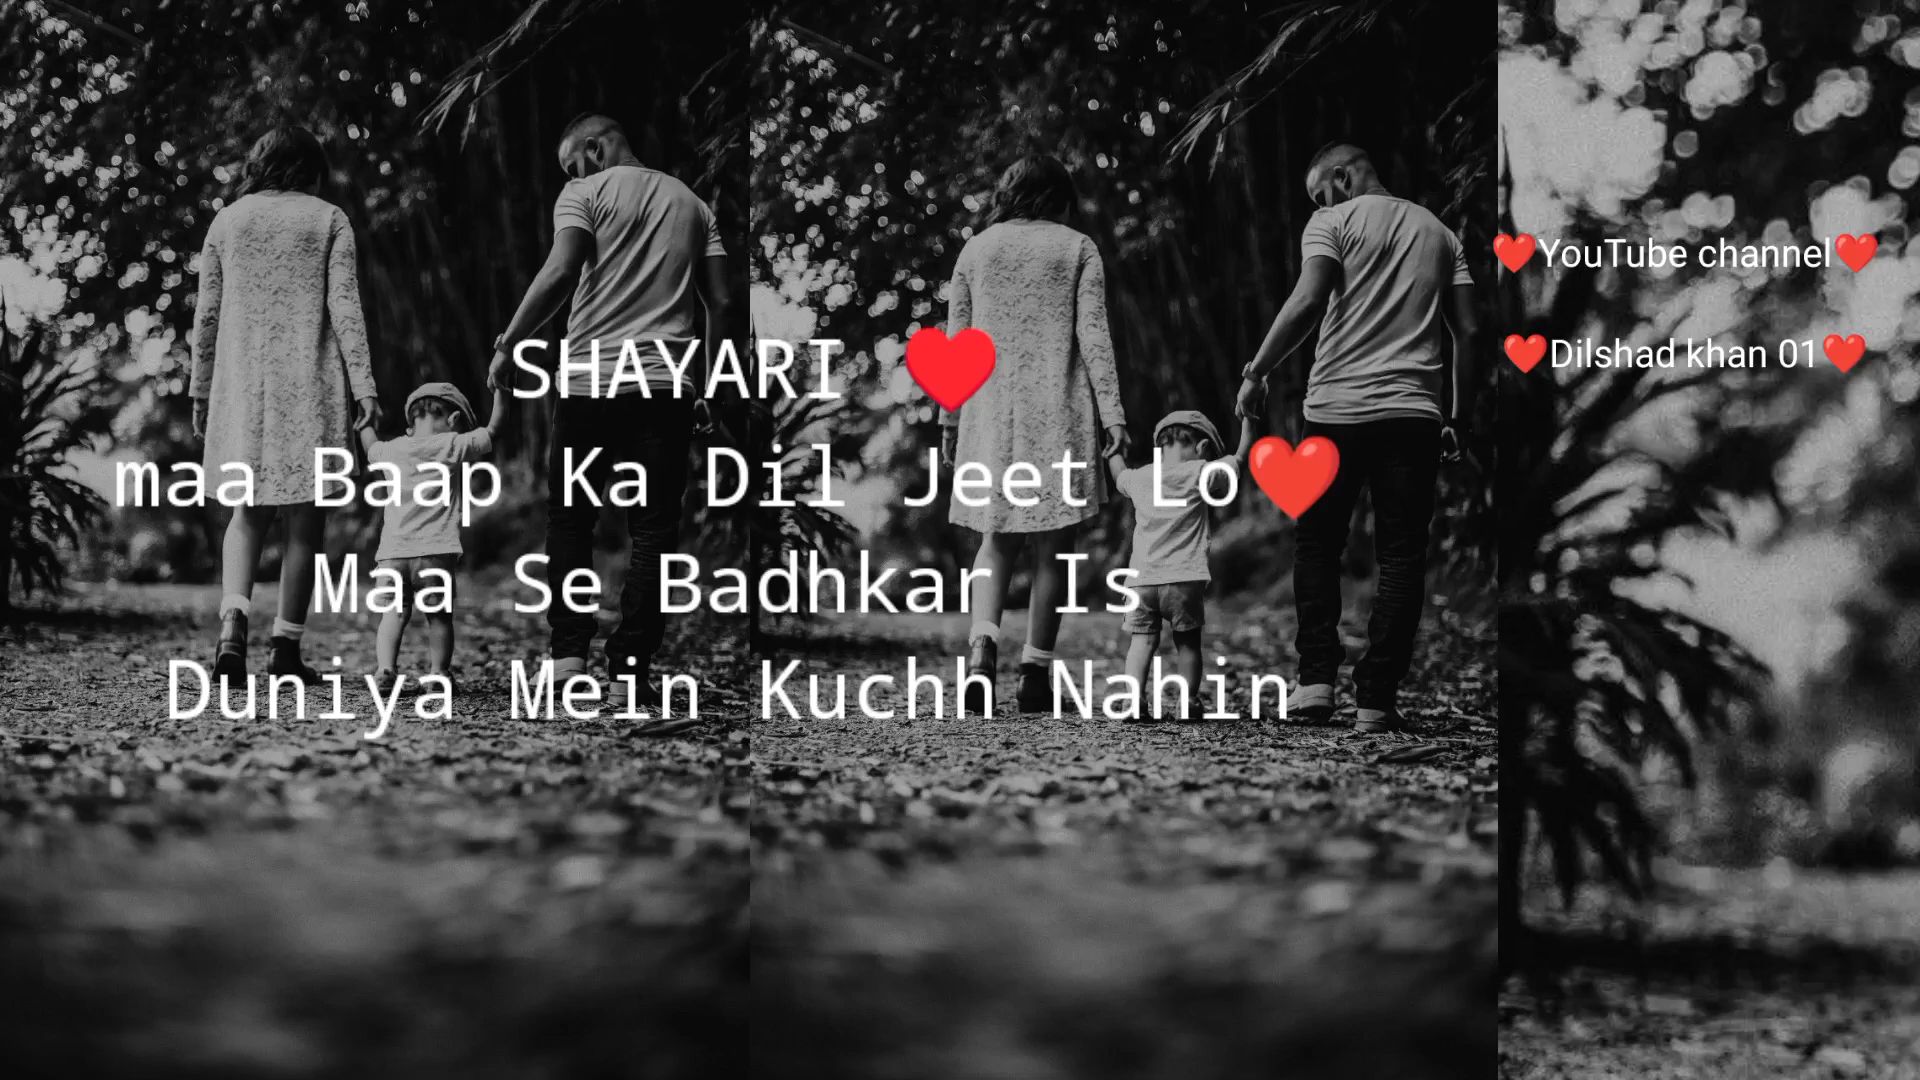 SHAYARI ♥️
maa Baap Ka Dil Jeet Lo❤️
Maa Se Badhkar Is
Duniya Mein Kuchh Nahin
❤️YouTube channel❤️
❤️Dilshad khan 01❤️